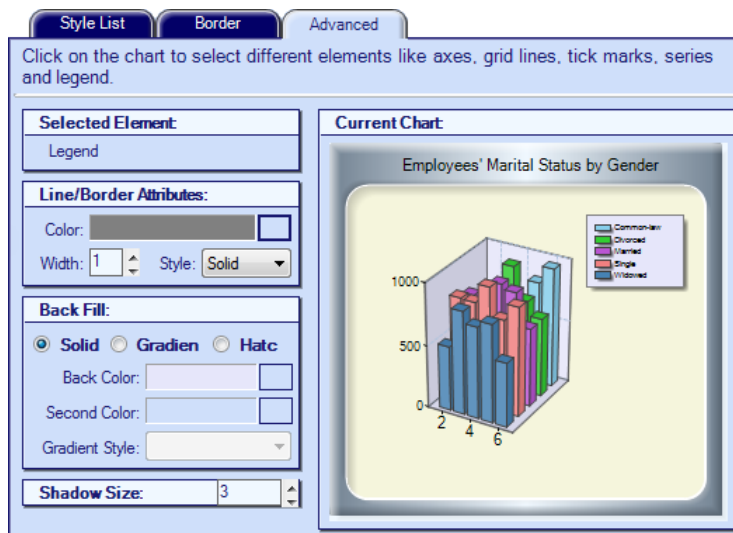 Style List
Border
Advanced
Click on the chart to select different elements like axes, grid lines, tick marks, series
and legend.
Selected Element:
Legend
Line/Border Attributes:
Color:
Width: 1 Style: Solid
Back Fill:
Solid Gradien Hatc
Back Color:
Second Color:
Gradient Style:
Shadow Size: 3
Current Chart:
Employees' Marital Status by Gender
Common-law
Divorced
Married
Single
Widowed
1000
500
0
2
4
6